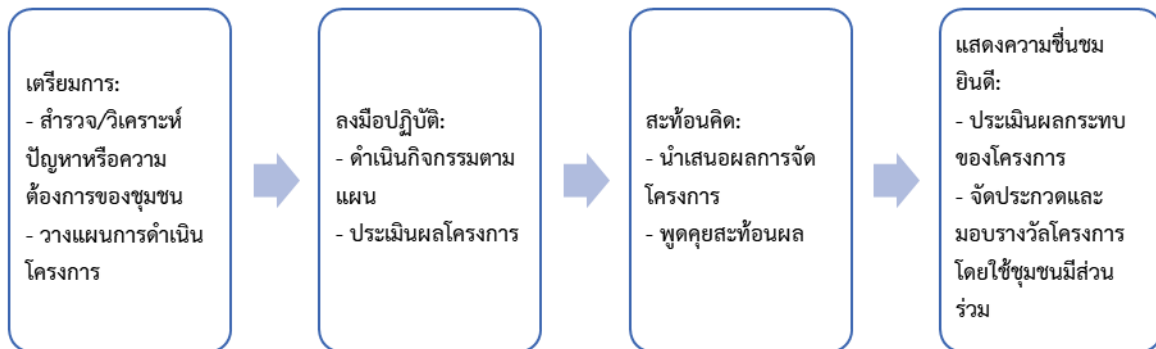 เตรียมการ:
- สำรวจ/วิเคราะห์
ปัญหาหรือความ
ต้องการของชุมชน
- วางแผนการดำเนิน
โครงการ
ลงมือปฏิบัติ:
- ดำเนินกิจกรรมตาม
แผน
- ประเมินผลโครงการ
สะท้อนคิด:
- นำเสนอผลการจัด
โครงการ
- พูดคุยสะท้อนผล
แสดงความชื่นชม
ยินดี:
- ประเมินผลกระทบ
ของโครงการ
- จัดประกวดและ
มอบรางวัลโครงการ
โดยใช้ชุมชนมีส่วน
ร่วม